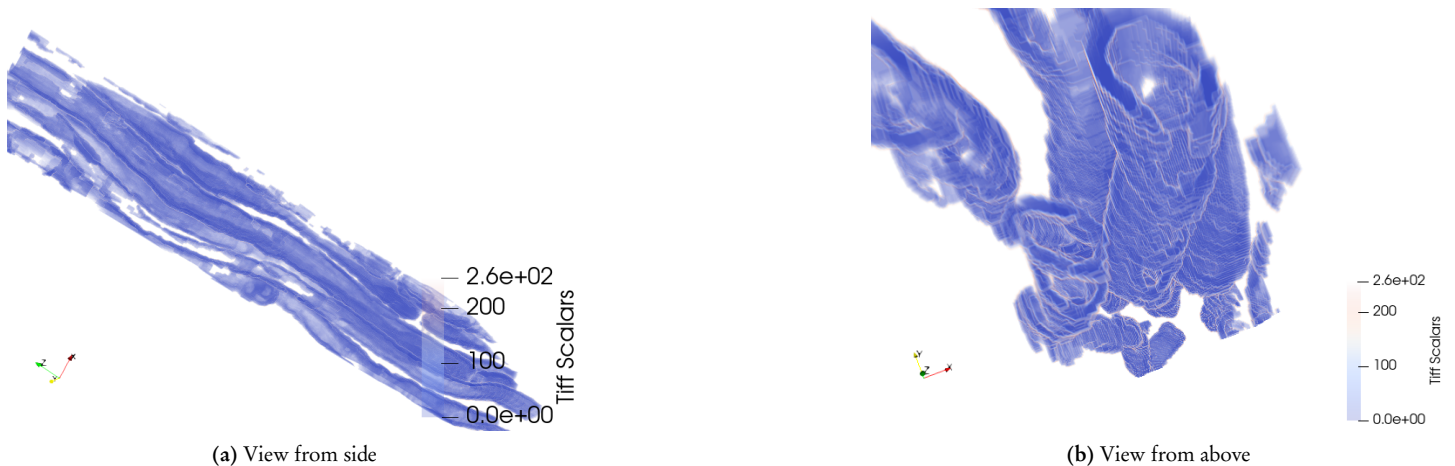 2.6e+02
200
100
0.0e+00
Tiff Scalars
Z
X
Y
(a) View from side
2.6e+02
200
100
0.0e+00
Tiff Scalars
Y
Z
X
(b) View from above